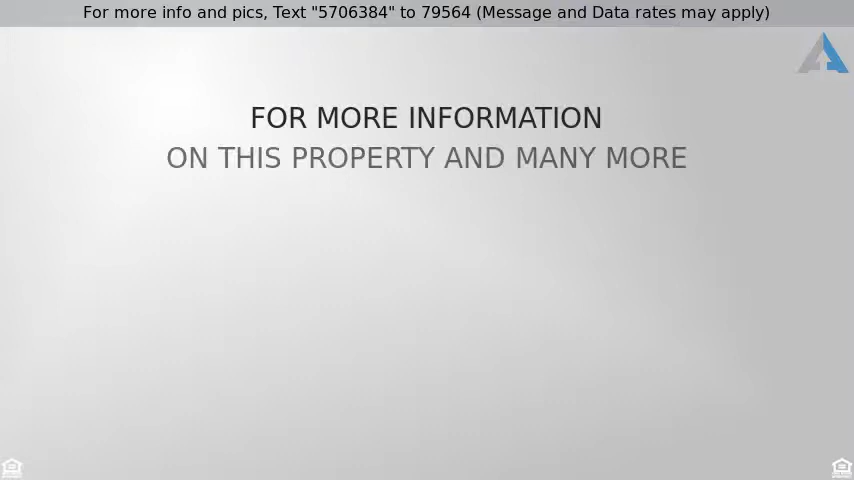 For more info and pics, Text "5706384" to 79564 (Message and Data rates may apply)
FOR MORE INFORMATION
ON THIS PROPERTY AND MANY MORE